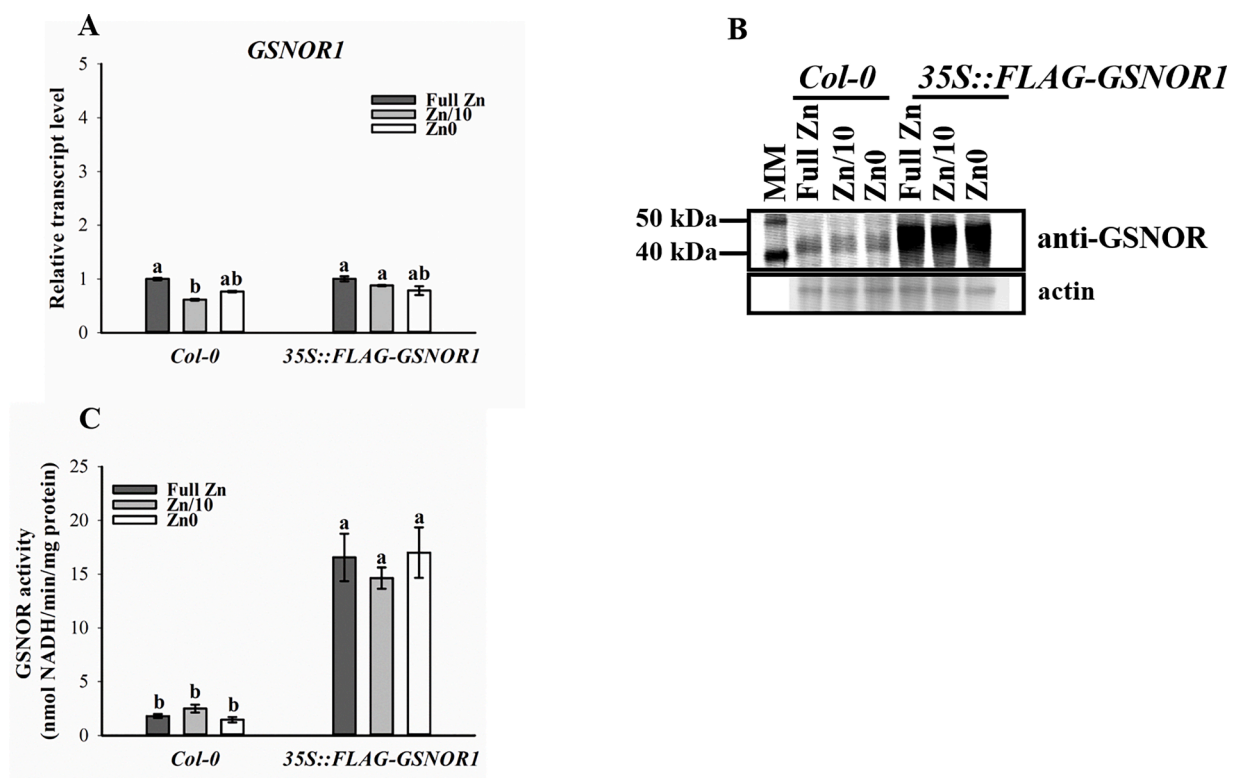 A
GSNOR1
Relative transcript level
5
4
3
2
1
0
Full Zn
Zn/10
Zn0
a
b
ab
a
a
ab
Col-0
35S::FLAG-GSNOR1
B
Col-0
35S::FLAG-GSNOR1
MM
Full Zn
Zn/10
Zn0
Full Zn
Zn/10
Zn0
50 kDa
40 kDa
anti-GSNOR
actin
C
GSNOR activity
(nmol NADH/min/mg protein)
25
20
15
10
5
0
Full Zn
Zn/10
Zn0
b
b
b
a
a
a
Col-0
35S::FLAG-GSNOR1